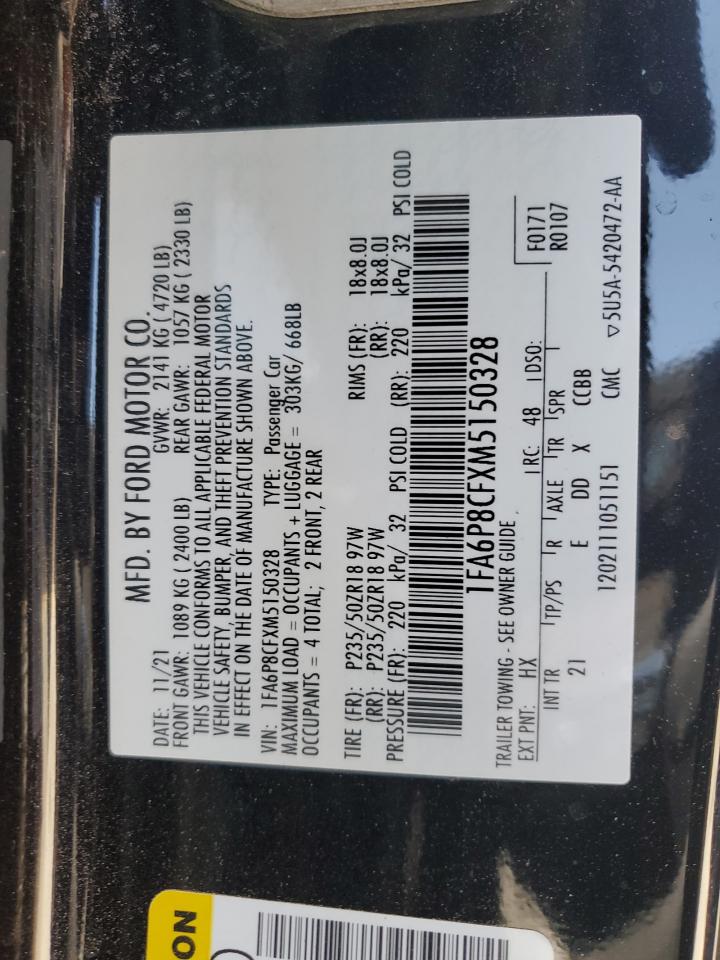 MFD. BY FORD MOTOR CO.
DATE: 11/21 GVWR: 2141 KG ( 4720 LB)
FRONT GAWR: 1089 KG ( 2400 LB) REAR GAWR: 1057 KG ( 2330 LB)
THIS VEHICLE CONFORMS TO ALL APPLICABLE FEDERAL MOTOR
VEHICLE SAFETY, BUMPER, AND THEFT PREVENTION STANDARDS
IN EFFECT ON THE DATE OF MANUFACTURE SHOWN ABOVE.
VIN: 1FA6P8CFXM5150328 TYPE: Passenger Car
MAXIMUM LOAD = OCCUPANTS + LUGGAGE = 303KG/ 668LB
OCCUPANTS = 4 TOTAL; 2 FRONT, 2 REAR
TIRE (FR): P235/50ZR18 97W RIMS (FR): 18x8.0J
(RR): P235/50ZR18 97W (RR): 18x8.0J
PRESSURE (FR): 220 kPa/ 32 PSI COLD (RR): 220 kPa/ 32 PSI COLD
1FA6P8CFXM5150328
TRAILER TOWING - SEE OWNER GUIDE
EXT PNT: HX RC: 48 DSO: F0171
R0107
INT TR TP/PS R AXLE TR SPR
21 E DD X CCBB
1202111051151 CMC
▽5U5A-5420472-AA
ON